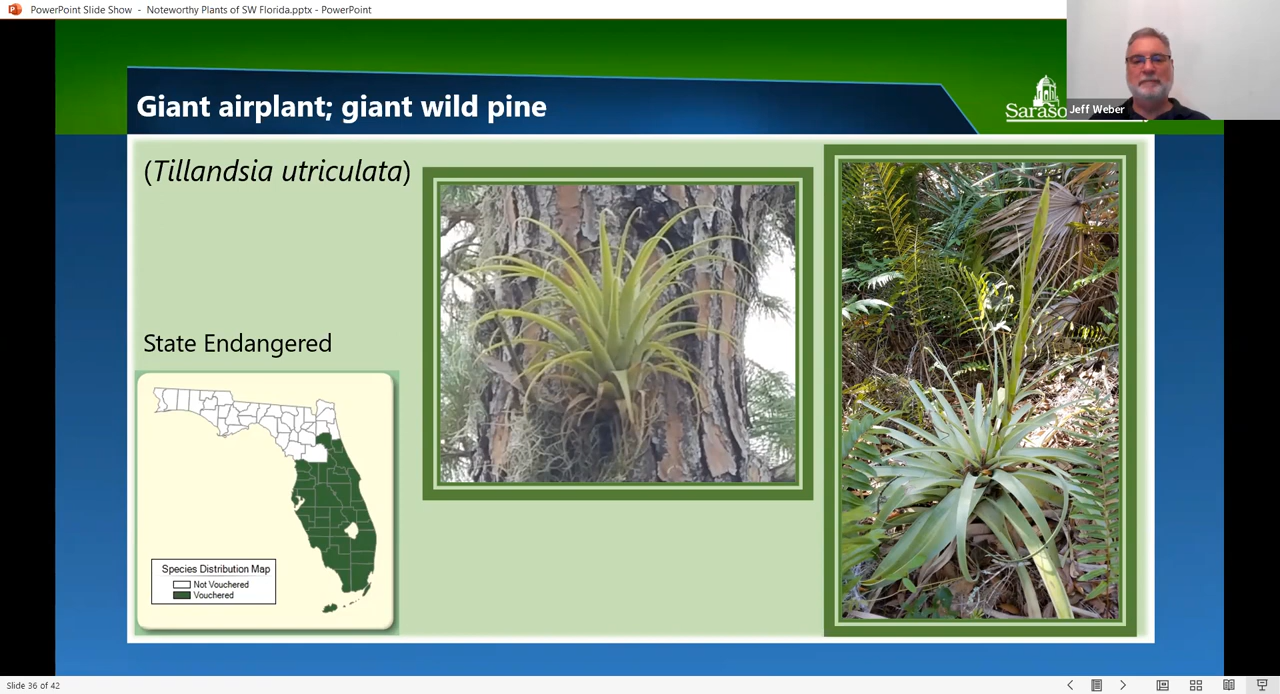 PowerPoint Slide Show - Noteworthy Plants of SW Florida.pptx - PowerPoint
Giant airplant; giant wild pine
Saraso
Jeff Weber
(Tillandsia utriculata)
State Endangered
Species Distribution Map
Not Vouchered
Vouchered
Slide 36 of 42